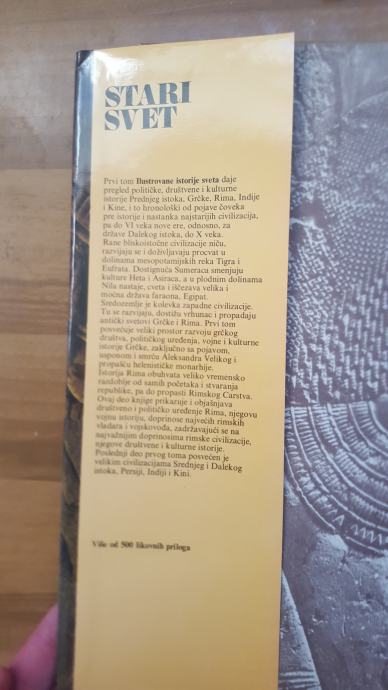 STARI
SVET
Prvi tom Ilustrovane istorije sveta daje
pregled političke, društvene i kulturne
istorije Prednjeg istoka, Grčke, Rima, Indije
i Kine, i to hronološki od pojave čoveka
pre istorije i nastanka najstarijih civilizacija,
pa do VI veka nove ere, odnosno, za
države Dalekog istoka, do X veka.
Rane bliskoistočne civilizacije niču,
razvijaju se i doživljavaju procvat u
dolinama mesopotamijskih reka Tigra i
Eufrata. Dostignuća Sumeraca smenjuju
kulture Heta i Asiraca, a u plodnim dolinama
Nila nastaje, cveta i iščezava velika i
moćna država faraona, Egipat.
Sredozemlje je kolevka zapadne civilizacije.
Tu se razvijaju, dostižu vrhunac i propadaju
antički svetovi Grčke i Rima. Prvi tom
posvećuje veliki prostor razvoju grčkog
društva, političkog uređenja, vojne i kulturne
istorije Grčke, zaključno sa pojavom,
usponom i smrću Aleksandra Velikog i
propašću helenističke monarhije.
Istorija Rima obuhvata veliko vremensko
razdoblje od samih početaka i stvaranja
republike, pa do propasti Rimskog Carstva.
Ovaj deo knjige prikazuje i objašnjava
društveno i političko uređenje Rima, njegovu
vojnu istoriju, doprinose najvećih rimskih
vladara i vojskovođa, zadržavajući se na
najvažnijim doprinosima rimske civilizacije,
njegove društvene i kulturne istorije.
Poslednji deo prvog toma posvećen je
velikim civilizacijama Srednjeg i Dalekog
istoka, Persiji, Indiji i Kini.
Više od 500 likovnih priloga